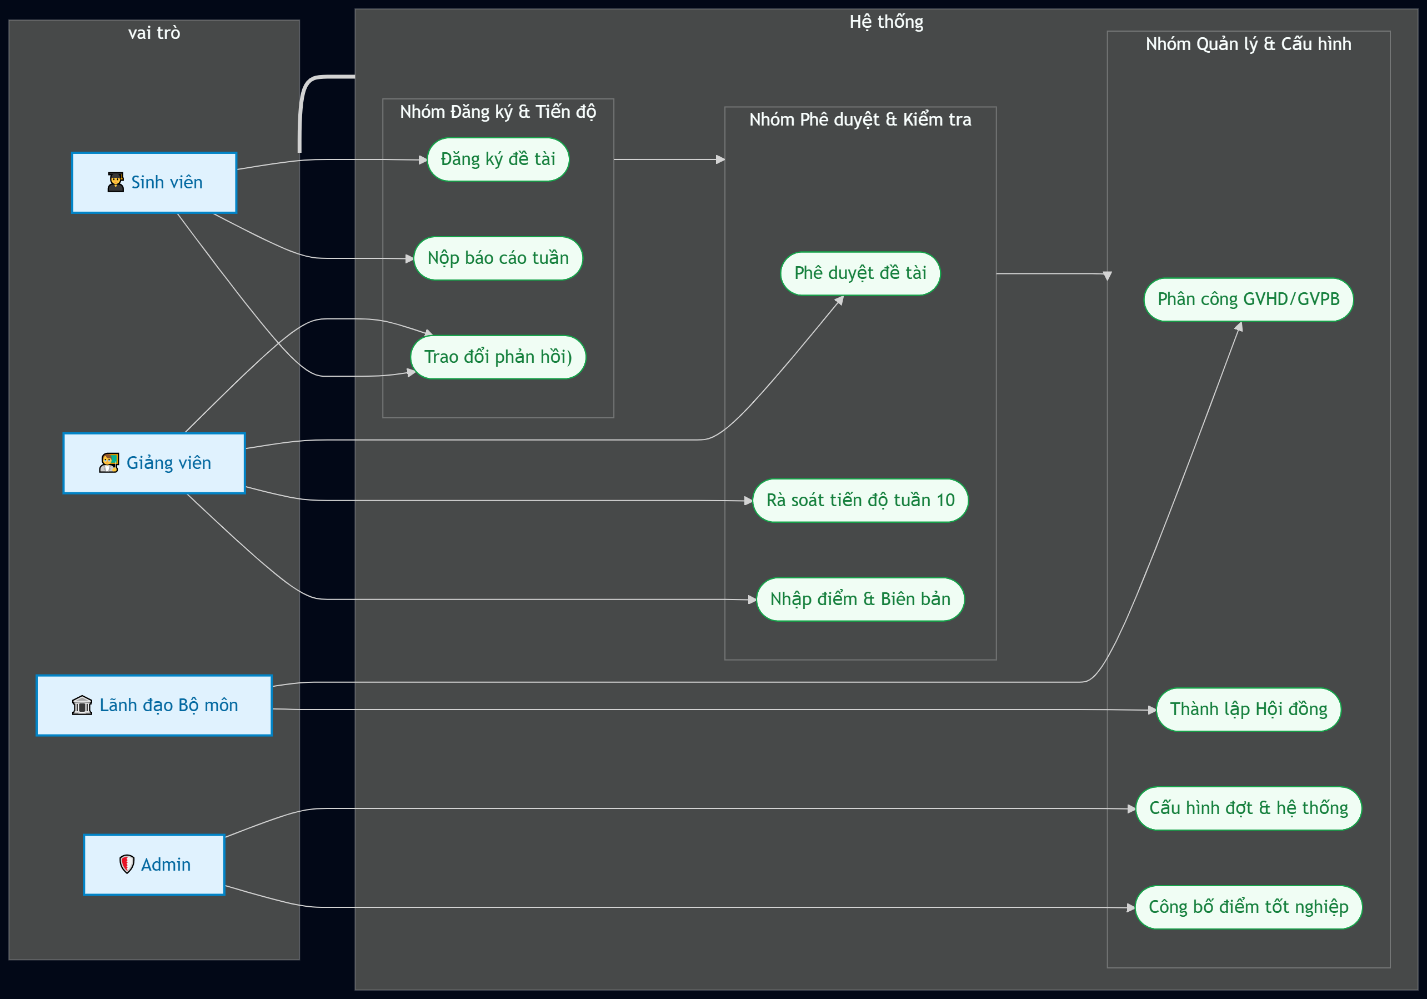 vai trò
Sinh viên
Giảng viên
Lãnh đạo Bộ môn
Admin
Hệ thống
Nhóm Đăng ký & Tiến độ
Đăng ký đề tài
Nộp báo cáo tuần
Trao đổi phản hồi)
Nhóm Phê duyệt & Kiểm tra
Phê duyệt đề tài
Rà soát tiến độ tuần 10
Nhập điểm & Biên bản
Nhóm Quản lý & Cấu hình
Phân công GVHD/GVPB
Thành lập Hội đồng
Cấu hình đợt & hệ thống
Công bố điểm tốt nghiệp